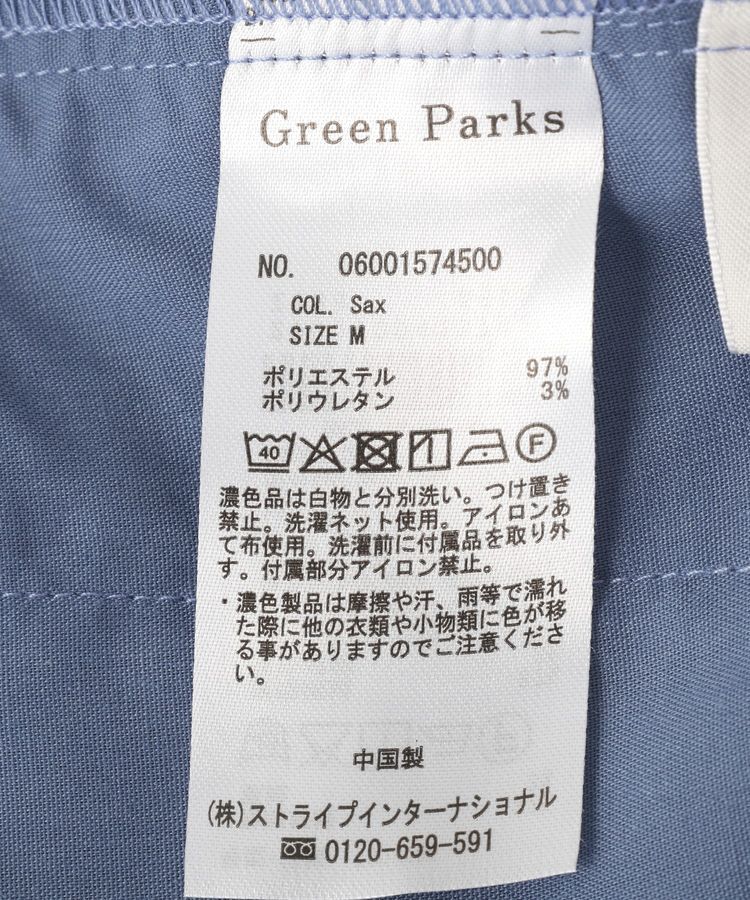 Green Parks
NO. 06001574500
COL. Sax
SIZE M
ポリエステル 97%
ポリウレタン 3%
40 F
濃色品は白物と分別洗い。つけ置き
禁止。洗濯ネット使用。アイロンあ
て布使用。洗濯前に付属品を取り外
す。付属部分アイロン禁止。
・濃色製品は摩擦や汗、雨等で濡れ
た際に他の衣類や小物類に色が移
る事がありますのでご注意くださ
い。
中国製
(株)ストライプインターナショナル
0120-659-591